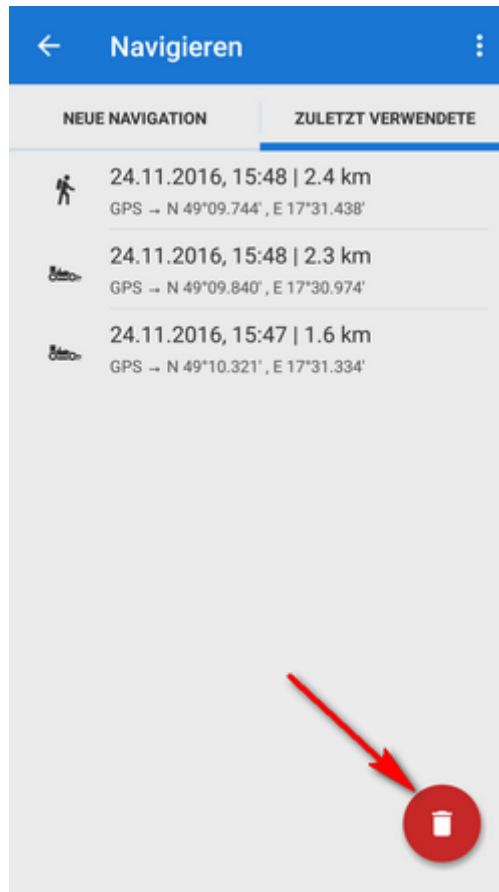 Navigieren
NEUE NAVIGATION
ZULETZT VERWENDETE
24.11.2016, 15:48 | 2.4 km
GPS → N 49°09.744', E 17°31.438'
24.11.2016, 15:48 | 2.3 km
GPS → N 49°09.840', E 17°30.974'
24.11.2016, 15:47 | 1.6 km
GPS → N 49°10.321', E 17°31.334'